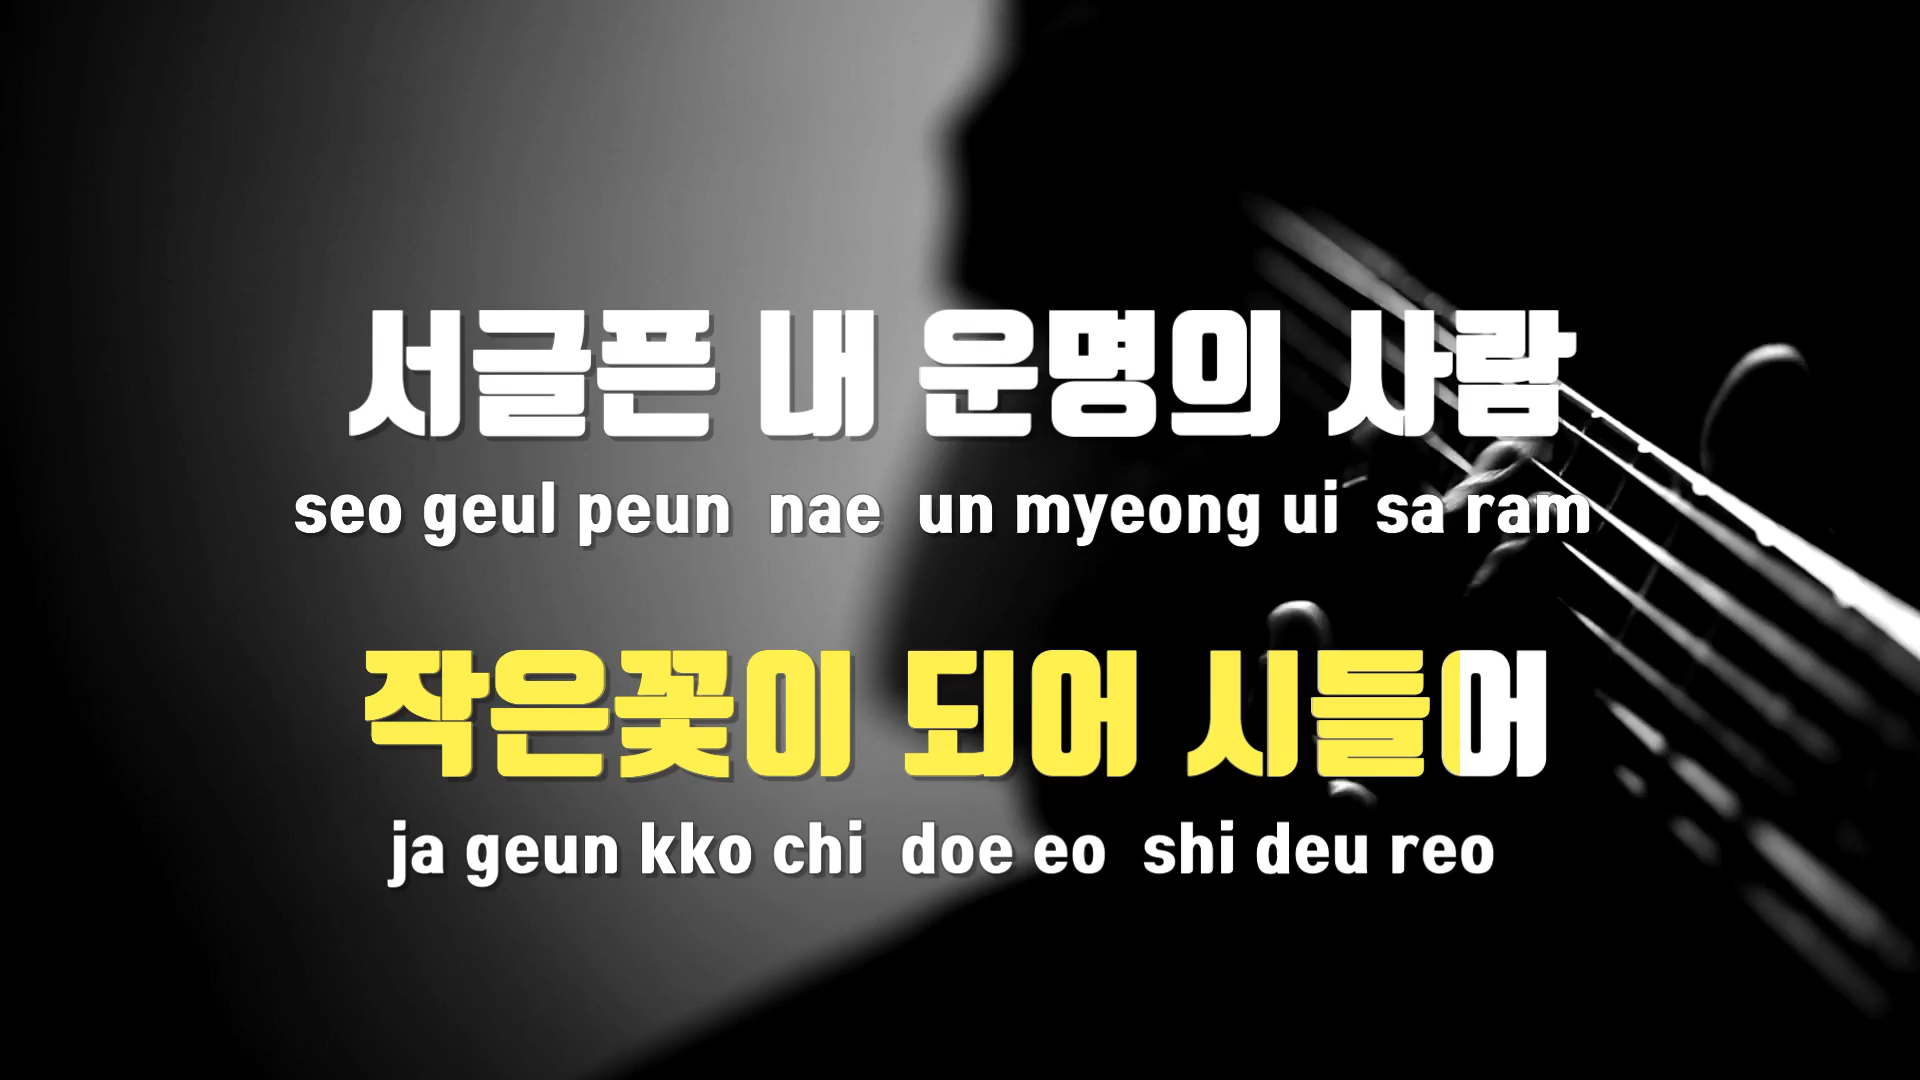 서글픈 내 운명의 사람
seo geul peun nae un myeong ui sa ram
작은꽃이 되어 시들어
ja geun kko chi doe eo shi deu reo